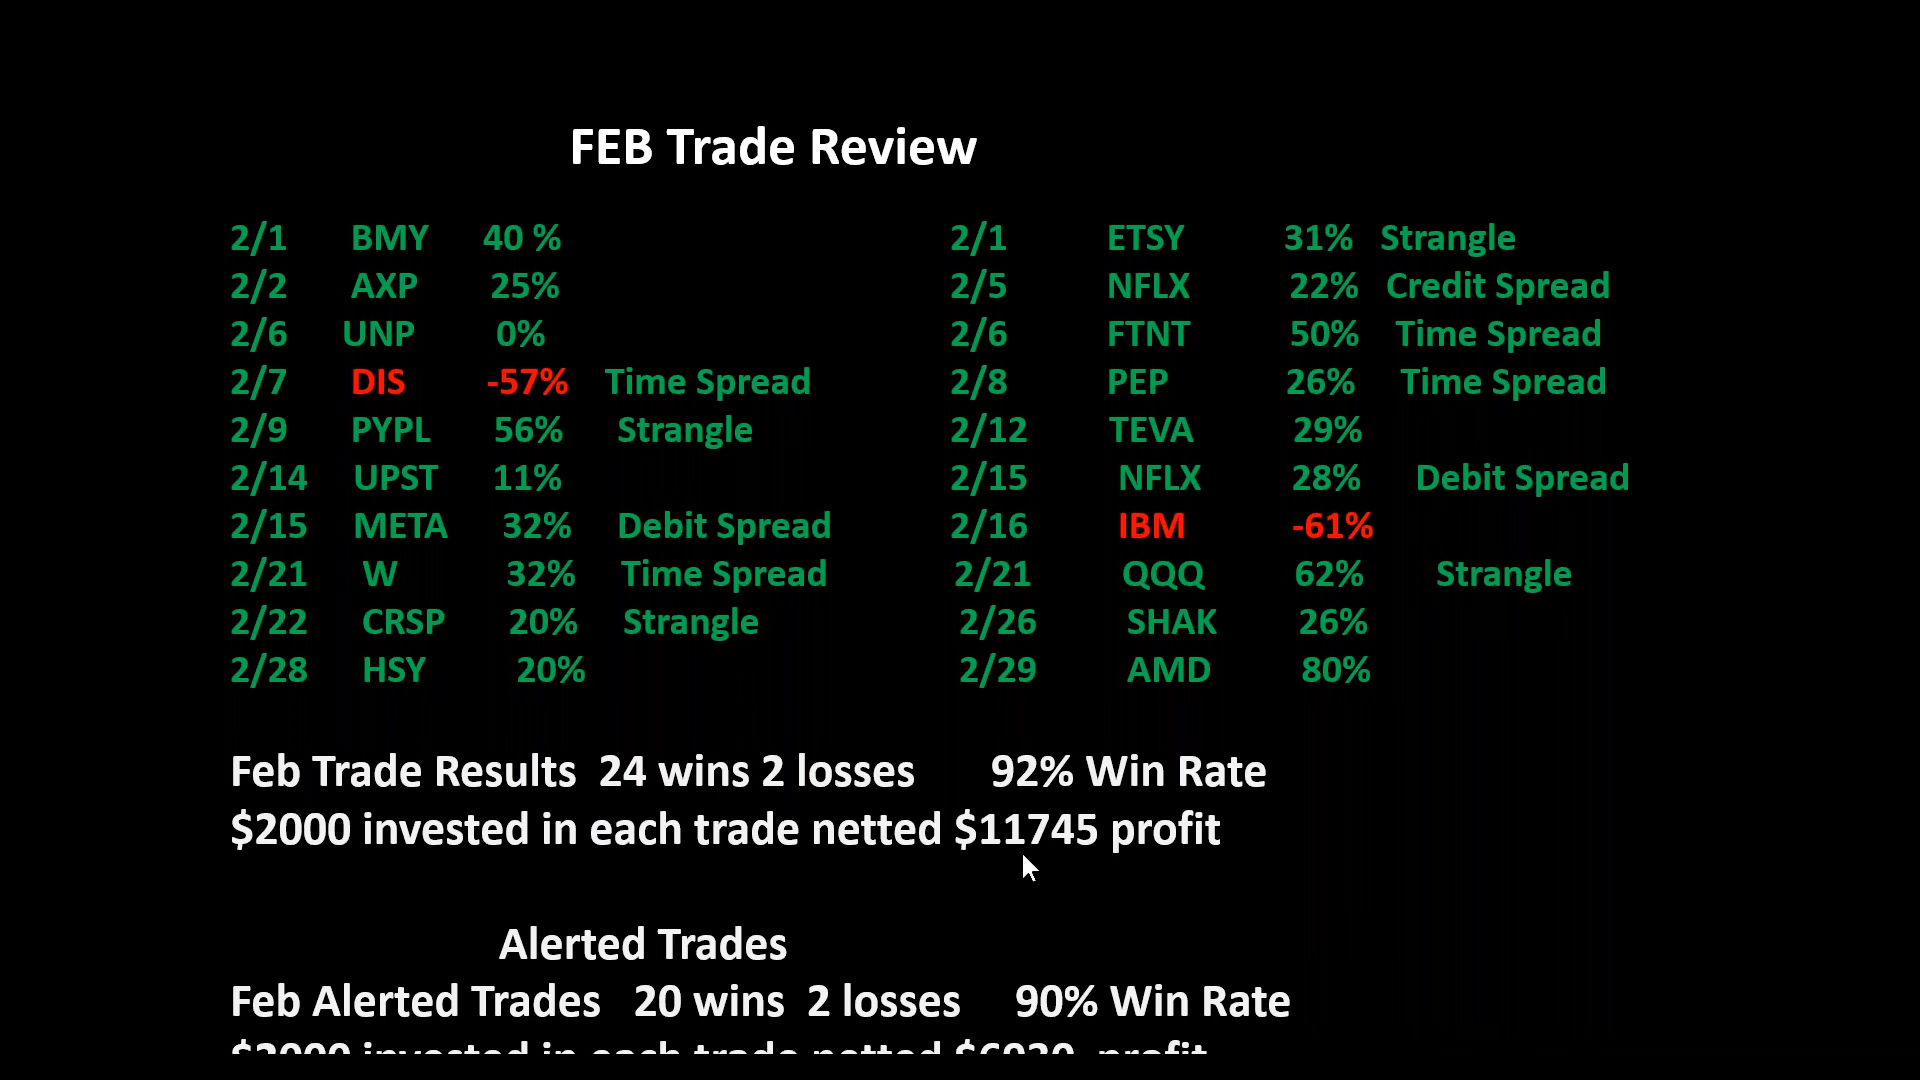 FEB Trade Review
2/1 BMY 40 % 2/1 ETSY 31% Strangle
2/2 AXP 25% 2/5 NFLX 22% Credit Spread
2/6 UNP 0% 2/6 FTNT 50% Time Spread
2/7 DIS -57% Time Spread 2/8 PEP 26% Time Spread
2/9 PYPL 56% Strangle 2/12 TEVA 29%
2/14 UPST 11% 2/15 NFLX 28% Debit Spread
2/15 META 32% Debit Spread 2/16 IBM -61%
2/21 W 32% Time Spread 2/21 QQQ 62% Strangle
2/22 CRSP 20% Strangle 2/26 SHAK 26%
2/28 HSY 20% 2/29 AMD 80%
Feb Trade Results 24 wins 2 losses 92% Win Rate
$2000 invested in each trade netted $11745 profit
Alerted Trades
Feb Alerted Trades 20 wins 2 losses 90% Win Rate
invested in each trade netted profit